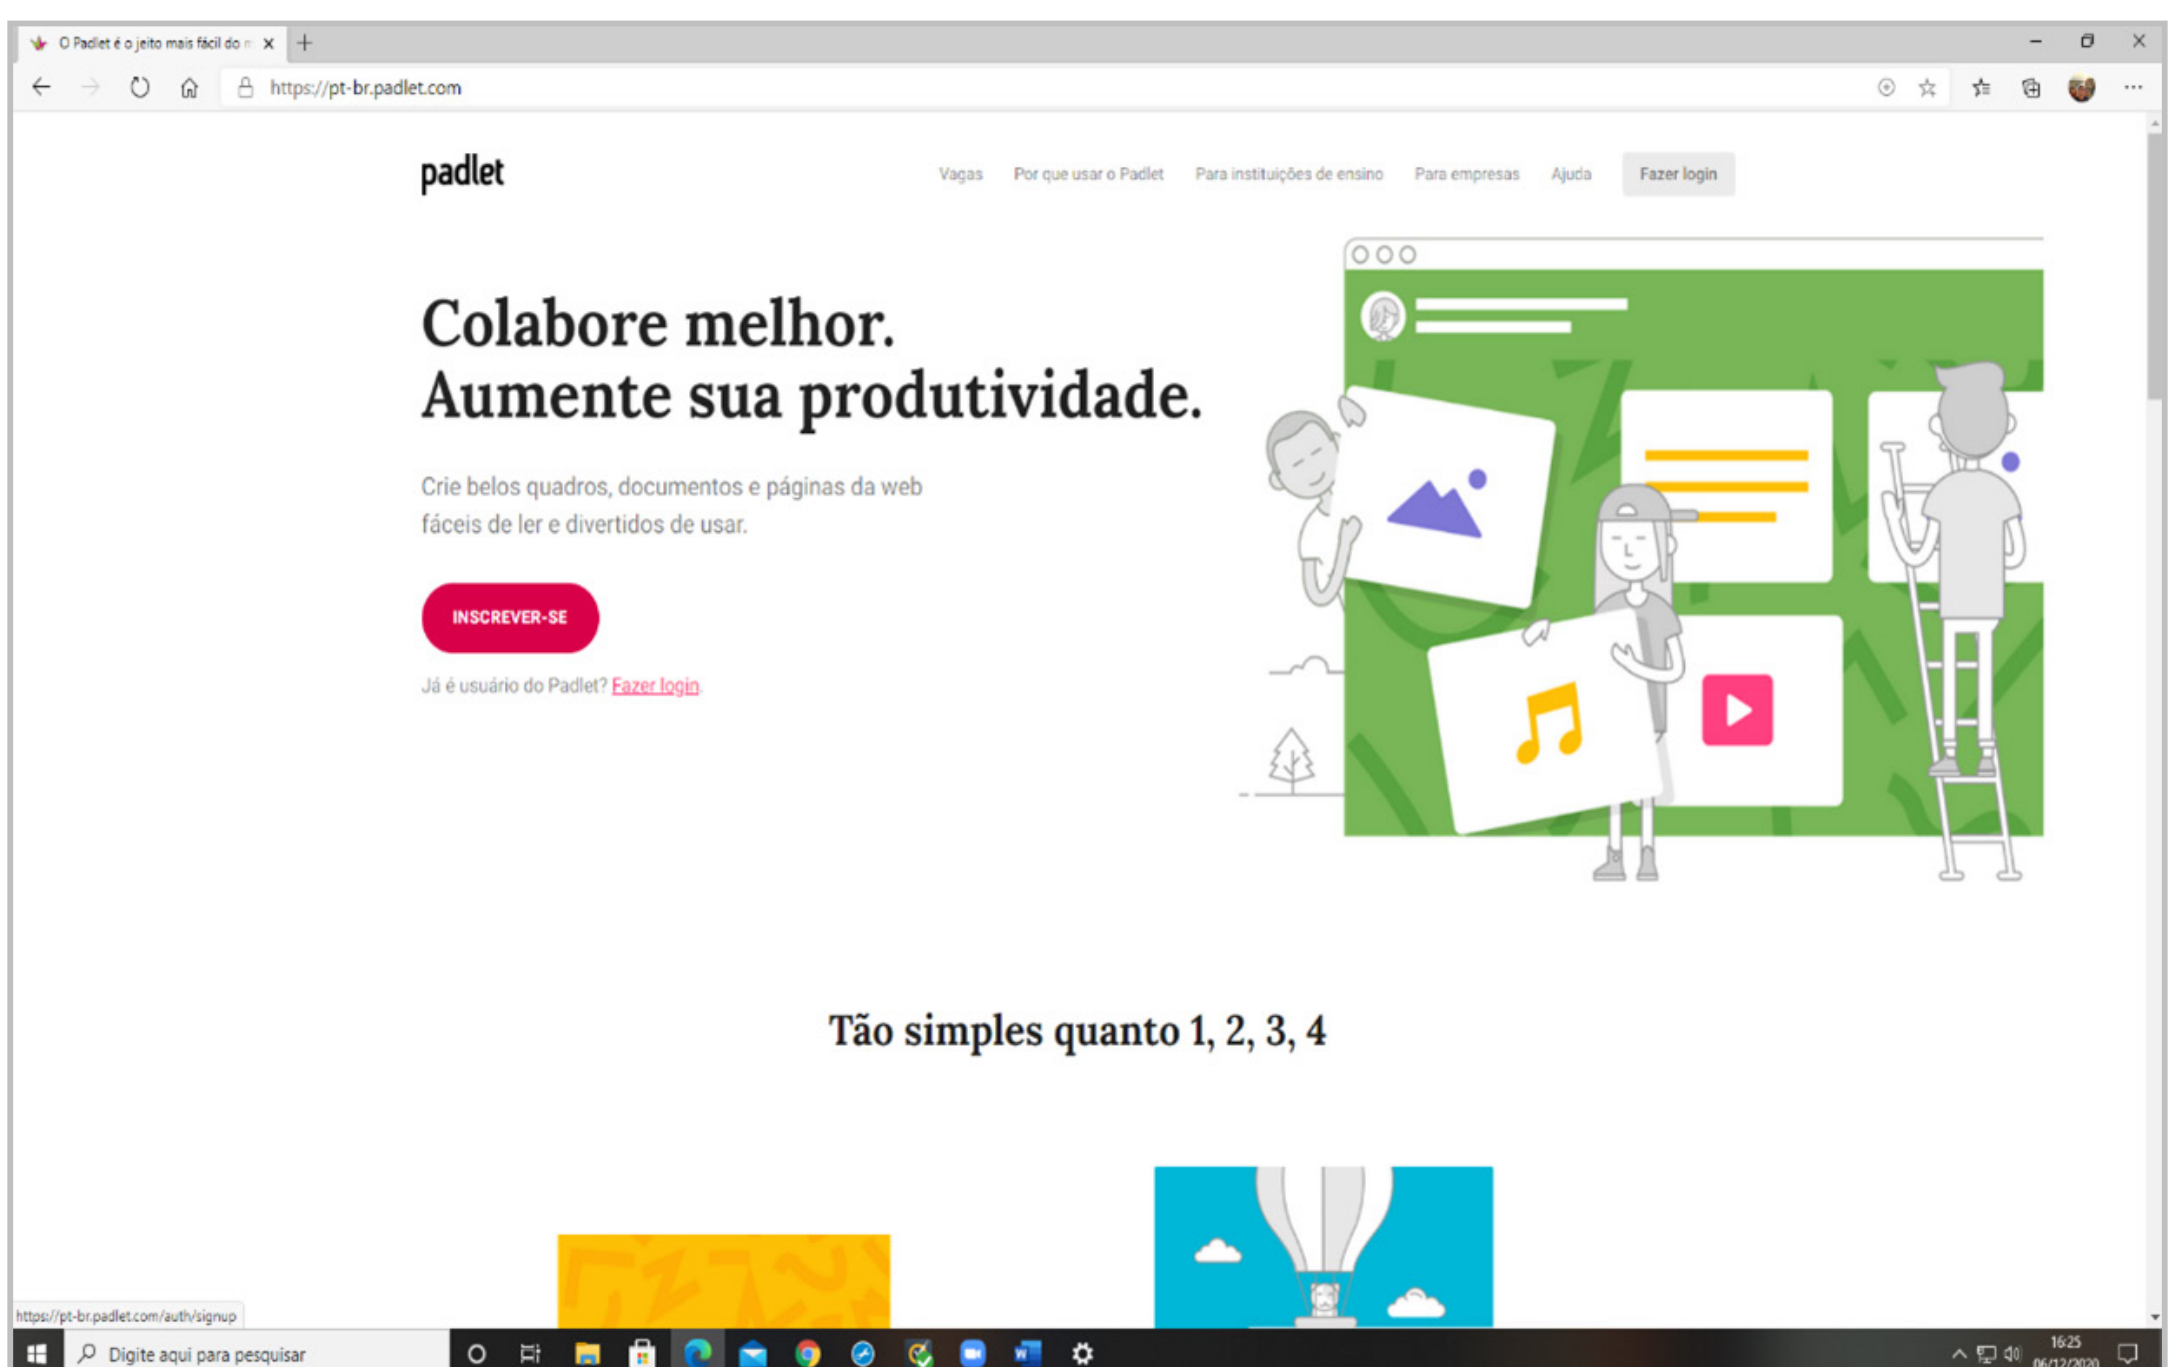 O Padlet é o jeito mais fácil do
https://pt-br.padlet.com
padlet
Vagas
Por que usar o Padlet
Para instituições de ensino
Para empresas
Ajuda
Fazer login
Colabore melhor.
Aumente sua produtividade.
Crie belos quadros, documentos e páginas da web
fáceis de ler e divertidos de usar.
INSCREVER-SE
Já é usuário do Padlet? Fazer login.
Tão simples quanto 1, 2, 3, 4
https://pt-br.padlet.com/auth/signup
Digite aqui para pesquisar
16:25
06/12/2020